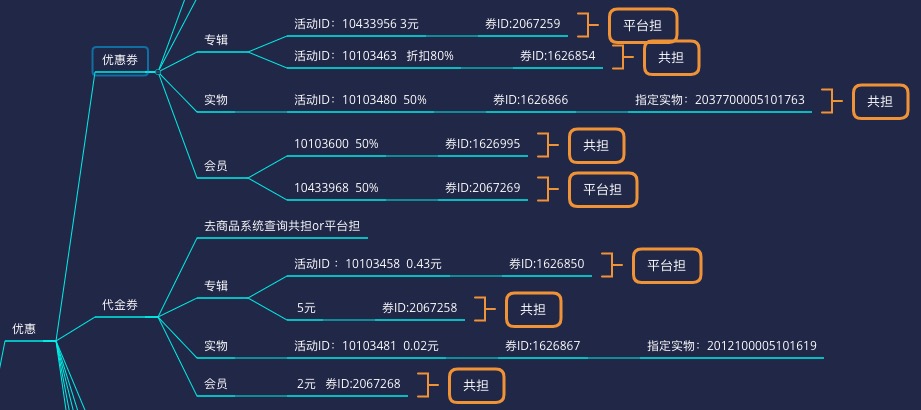 优惠
优惠券
专辑
活动ID：10433956 3元 券ID:2067259 平台担
活动ID：10103463 折扣80% 券ID:1626854 共担
实物
活动ID：10103480 50% 券ID:1626866 指定实物：2037700005101763 共担
会员
10103600 50% 券ID:1626995 共担
10433968 50% 券ID:2067269 平台担
代金券
去商品系统查询共担or平台担
专辑
活动ID ：10103458 0.43元 券ID:1626850 平台担
5元 券ID:2067258 共担
实物
活动ID：10103481 0.02元 券ID:1626867 指定实物：2012100005101619
会员
2元 券ID:2067268 共担